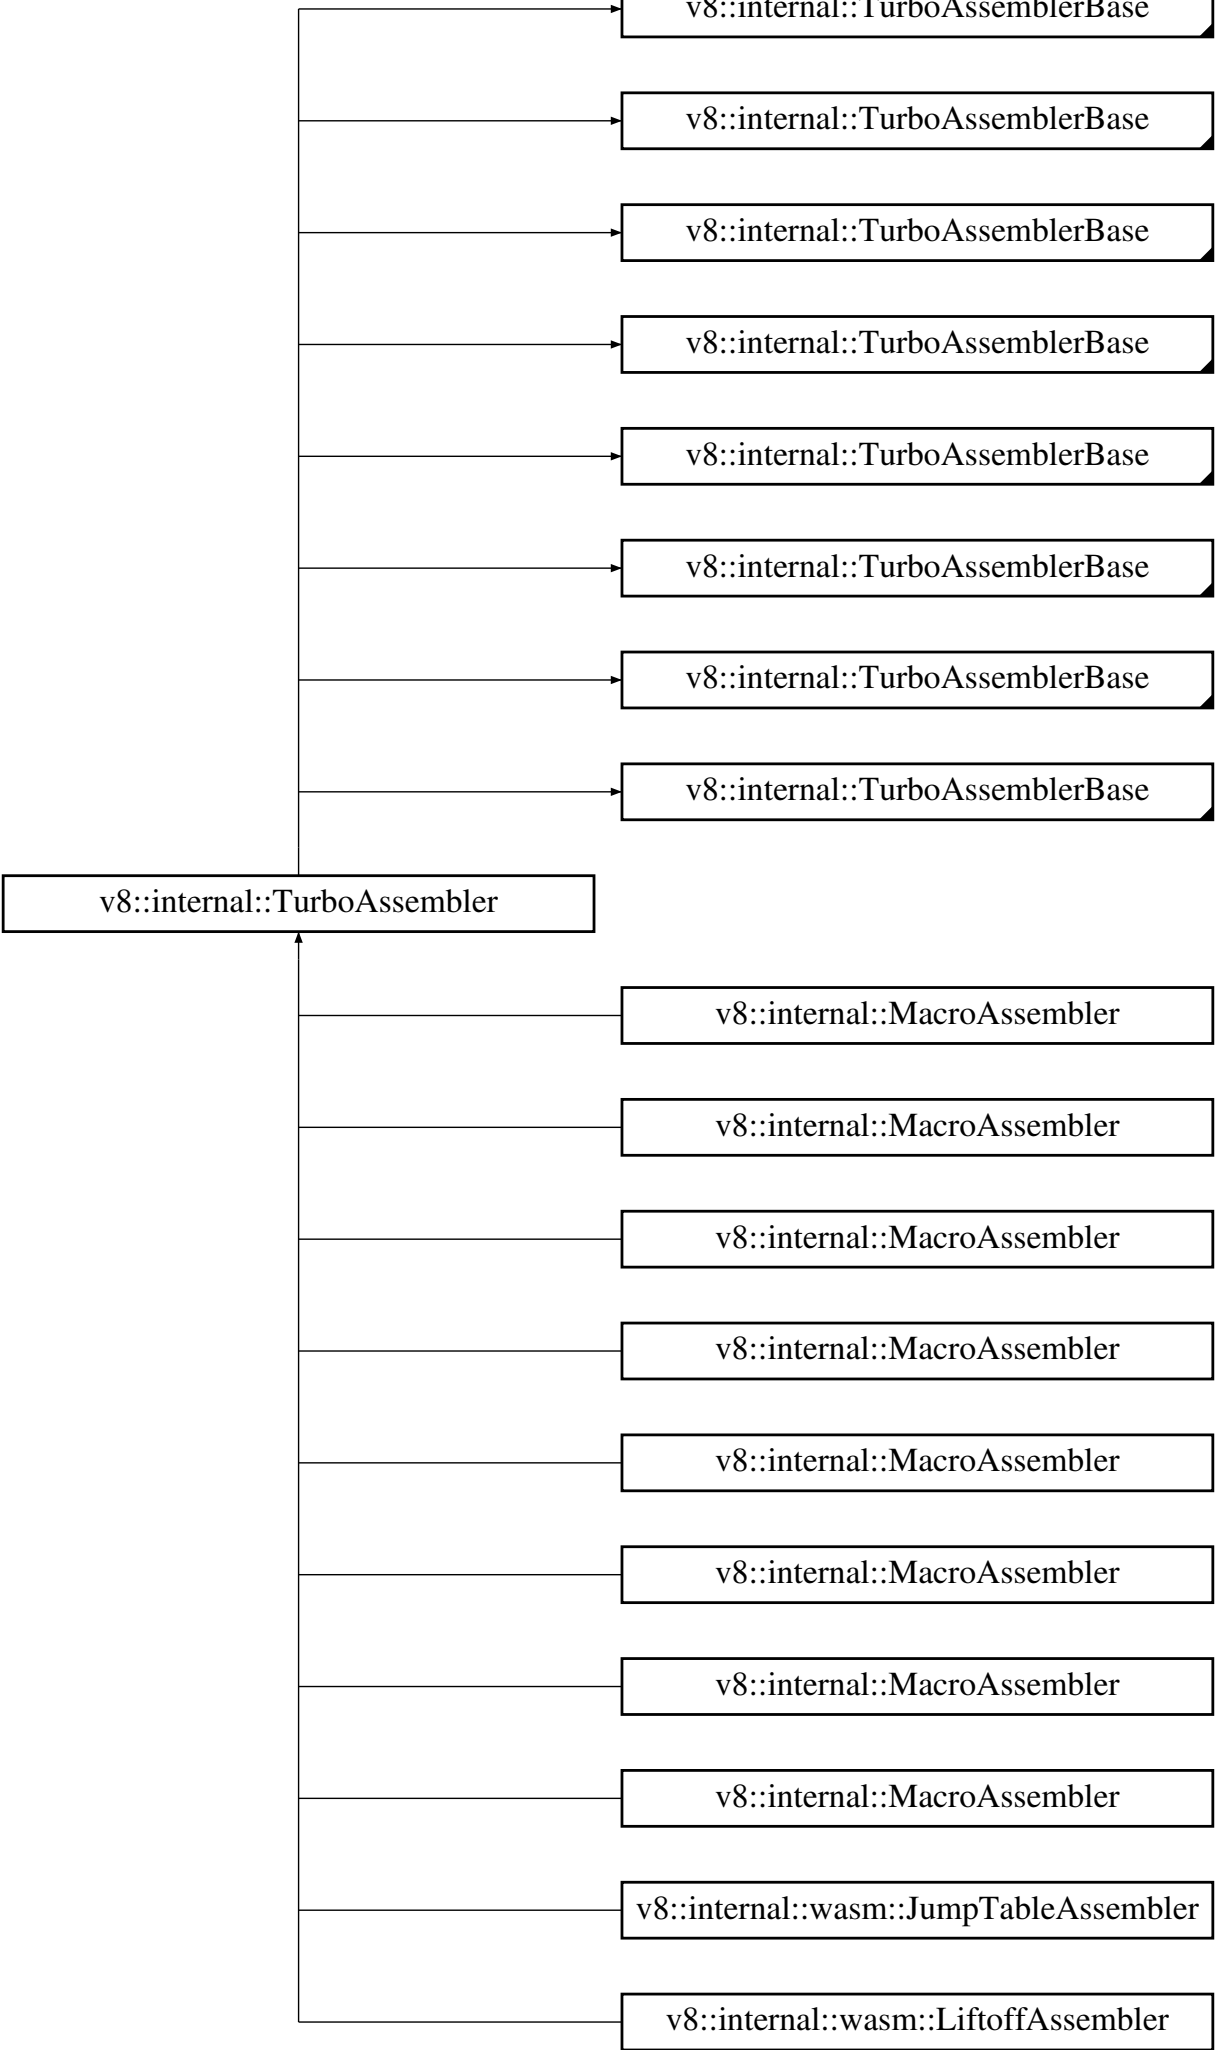 v8::internal::TurboAssemblerBase
v8::internal::TurboAssemblerBase
v8::internal::TurboAssemblerBase
v8::internal::TurboAssemblerBase
v8::internal::TurboAssemblerBase
v8::internal::TurboAssemblerBase
v8::internal::TurboAssemblerBase
v8::internal::TurboAssemblerBase
v8::internal::TurboAssembler
v8::internal::MacroAssembler
v8::internal::MacroAssembler
v8::internal::MacroAssembler
v8::internal::MacroAssembler
v8::internal::MacroAssembler
v8::internal::MacroAssembler
v8::internal::MacroAssembler
v8::internal::MacroAssembler
v8::internal::wasm::JumpTableAssembler
v8::internal::wasm::LiftoffAssembler